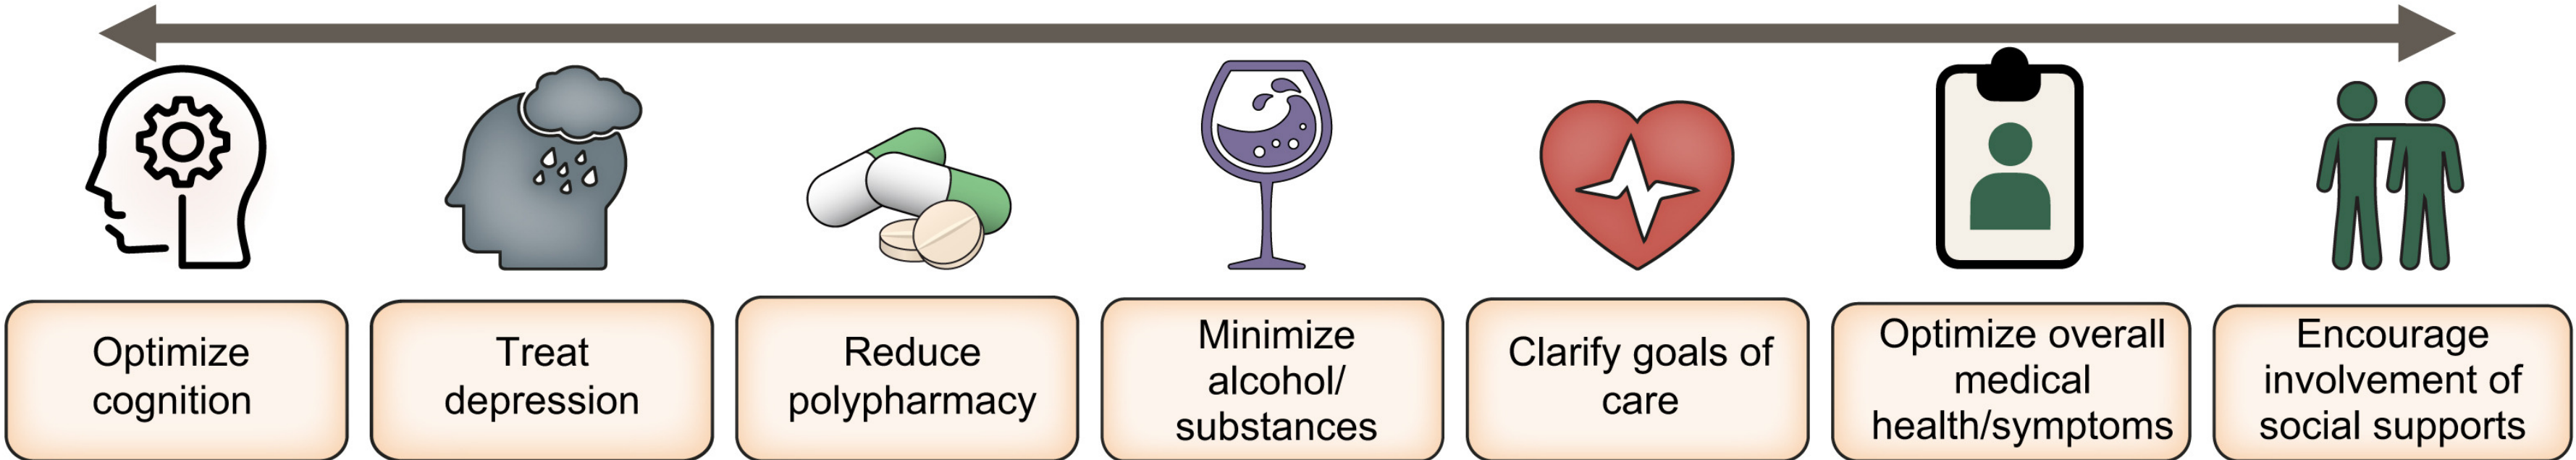 Optimize
cognition
Treat
depression
Reduce
polypharmacy
Minimize
alcohol/
substances
Clarify goals of
care
Optimize overall
medical
health/symptoms
Encourage
involvement of
social supports